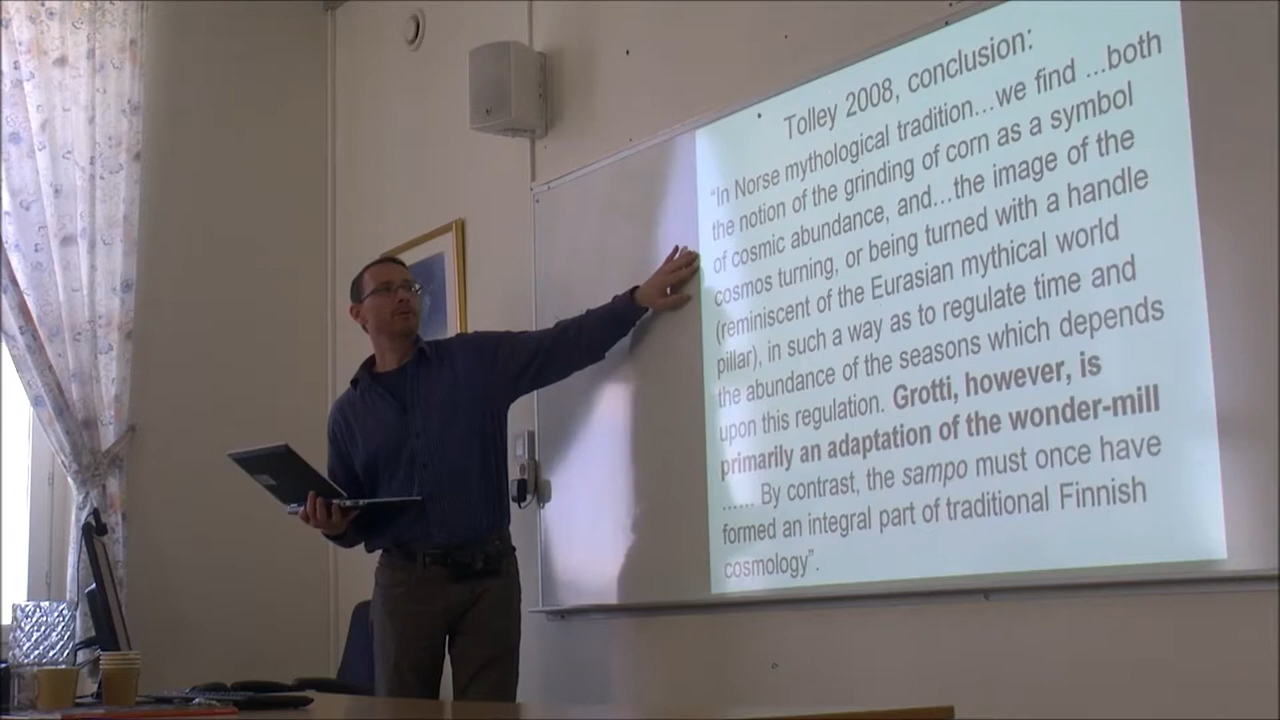 Tolley 2008, conclusion:
“In Norse mythological tradition…we find …both
the notion of the grinding of corn as a symbol
of cosmic abundance, and…the image of the
cosmos turning, or being turned with a handle
(reminiscent of the Eurasian mythical world
pillar), in such a way as to regulate time and
the abundance of the seasons which depends
upon this regulation. Grotti, however, is
primarily an adaptation of the wonder-mill
…… By contrast, the sampo must once have
formed an integral part of traditional Finnish
cosmology”.